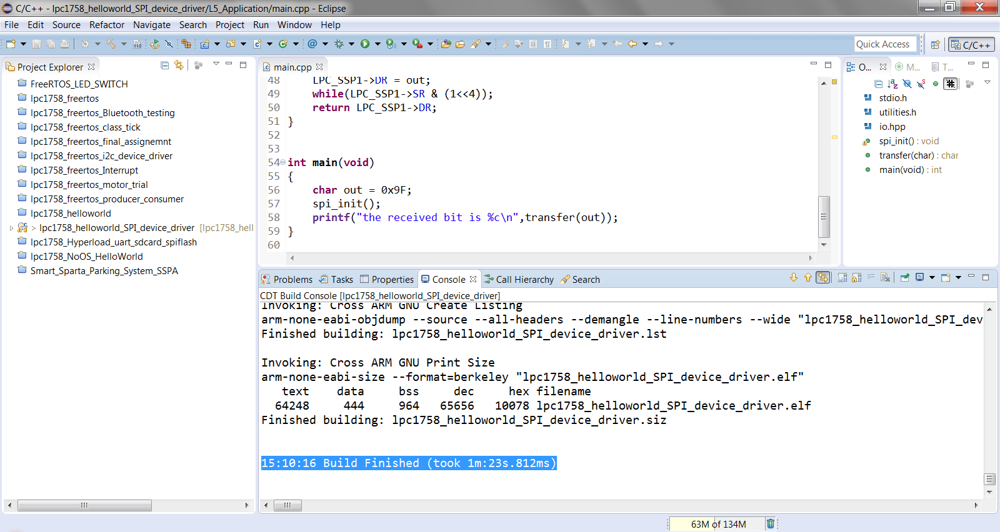 C/C++ - lpc1758_helloworld_SPI_device_driver/L5_Application/main.cpp - Eclipse
File Edit Source Refactor Navigate Search Project Run Window Help
Quick Access
C/C++
Project Explorer
FreeRTOS_LED_SWITCH
lpc1758_freertos
lpc1758_freertos_Bluetooth_testing
lpc1758_freertos_class_tick
lpc1758_freertos_final_assignemnt
lpc1758_freertos_i2c_device_driver
lpc1758_freertos_Interrupt
lpc1758_freertos_motor_trial
lpc1758_freertos_producer_consumer
lpc1758_helloworld
> lpc1758_helloworld_SPI_device_driver [lpc1758_hell
lpc1758_Hyperload_uart_sdcard_spiflash
lpc1758_NoOS_HelloWorld
Smart_Sparta_Parking_System_SSPA
main.cpp
48 LPC_SSP1->DR = out;
49 while(LPC_SSP1->SR & (1<<4));
50 return LPC_SSP1->DR;
51 }
52
53
54 int main(void)
55 {
56 char out = 0x9F;
57 spi_init();
58 printf("the received bit is %c\n",transfer(out));
59 }
60
O... M... T...
stdio.h
utilities.h
io.hpp
spi_init() : void
transfer(char) : char
main(void) : int
Problems Tasks Properties Console Call Hierarchy Search
CDT Build Console [lpc1758_helloworld_SPI_device_driver]
Invoking: Cross ARM GNU Create Listing
arm-none-eabi-objdump --source --all-headers --demangle --line-numbers --wide "lpc1758_helloworld_SPI_dev
Finished building: lpc1758_helloworld_SPI_device_driver.lst
Invoking: Cross ARM GNU Print Size
arm-none-eabi-size --format=berkeley "lpc1758_helloworld_SPI_device_driver.elf"
text data bss dec hex filename
64248 444 964 65656 10078 lpc1758_helloworld_SPI_device_driver.elf
Finished building: lpc1758_helloworld_SPI_device_driver.siz
15:10:16 Build Finished (took 1m:23s.812ms)
63M of 134M